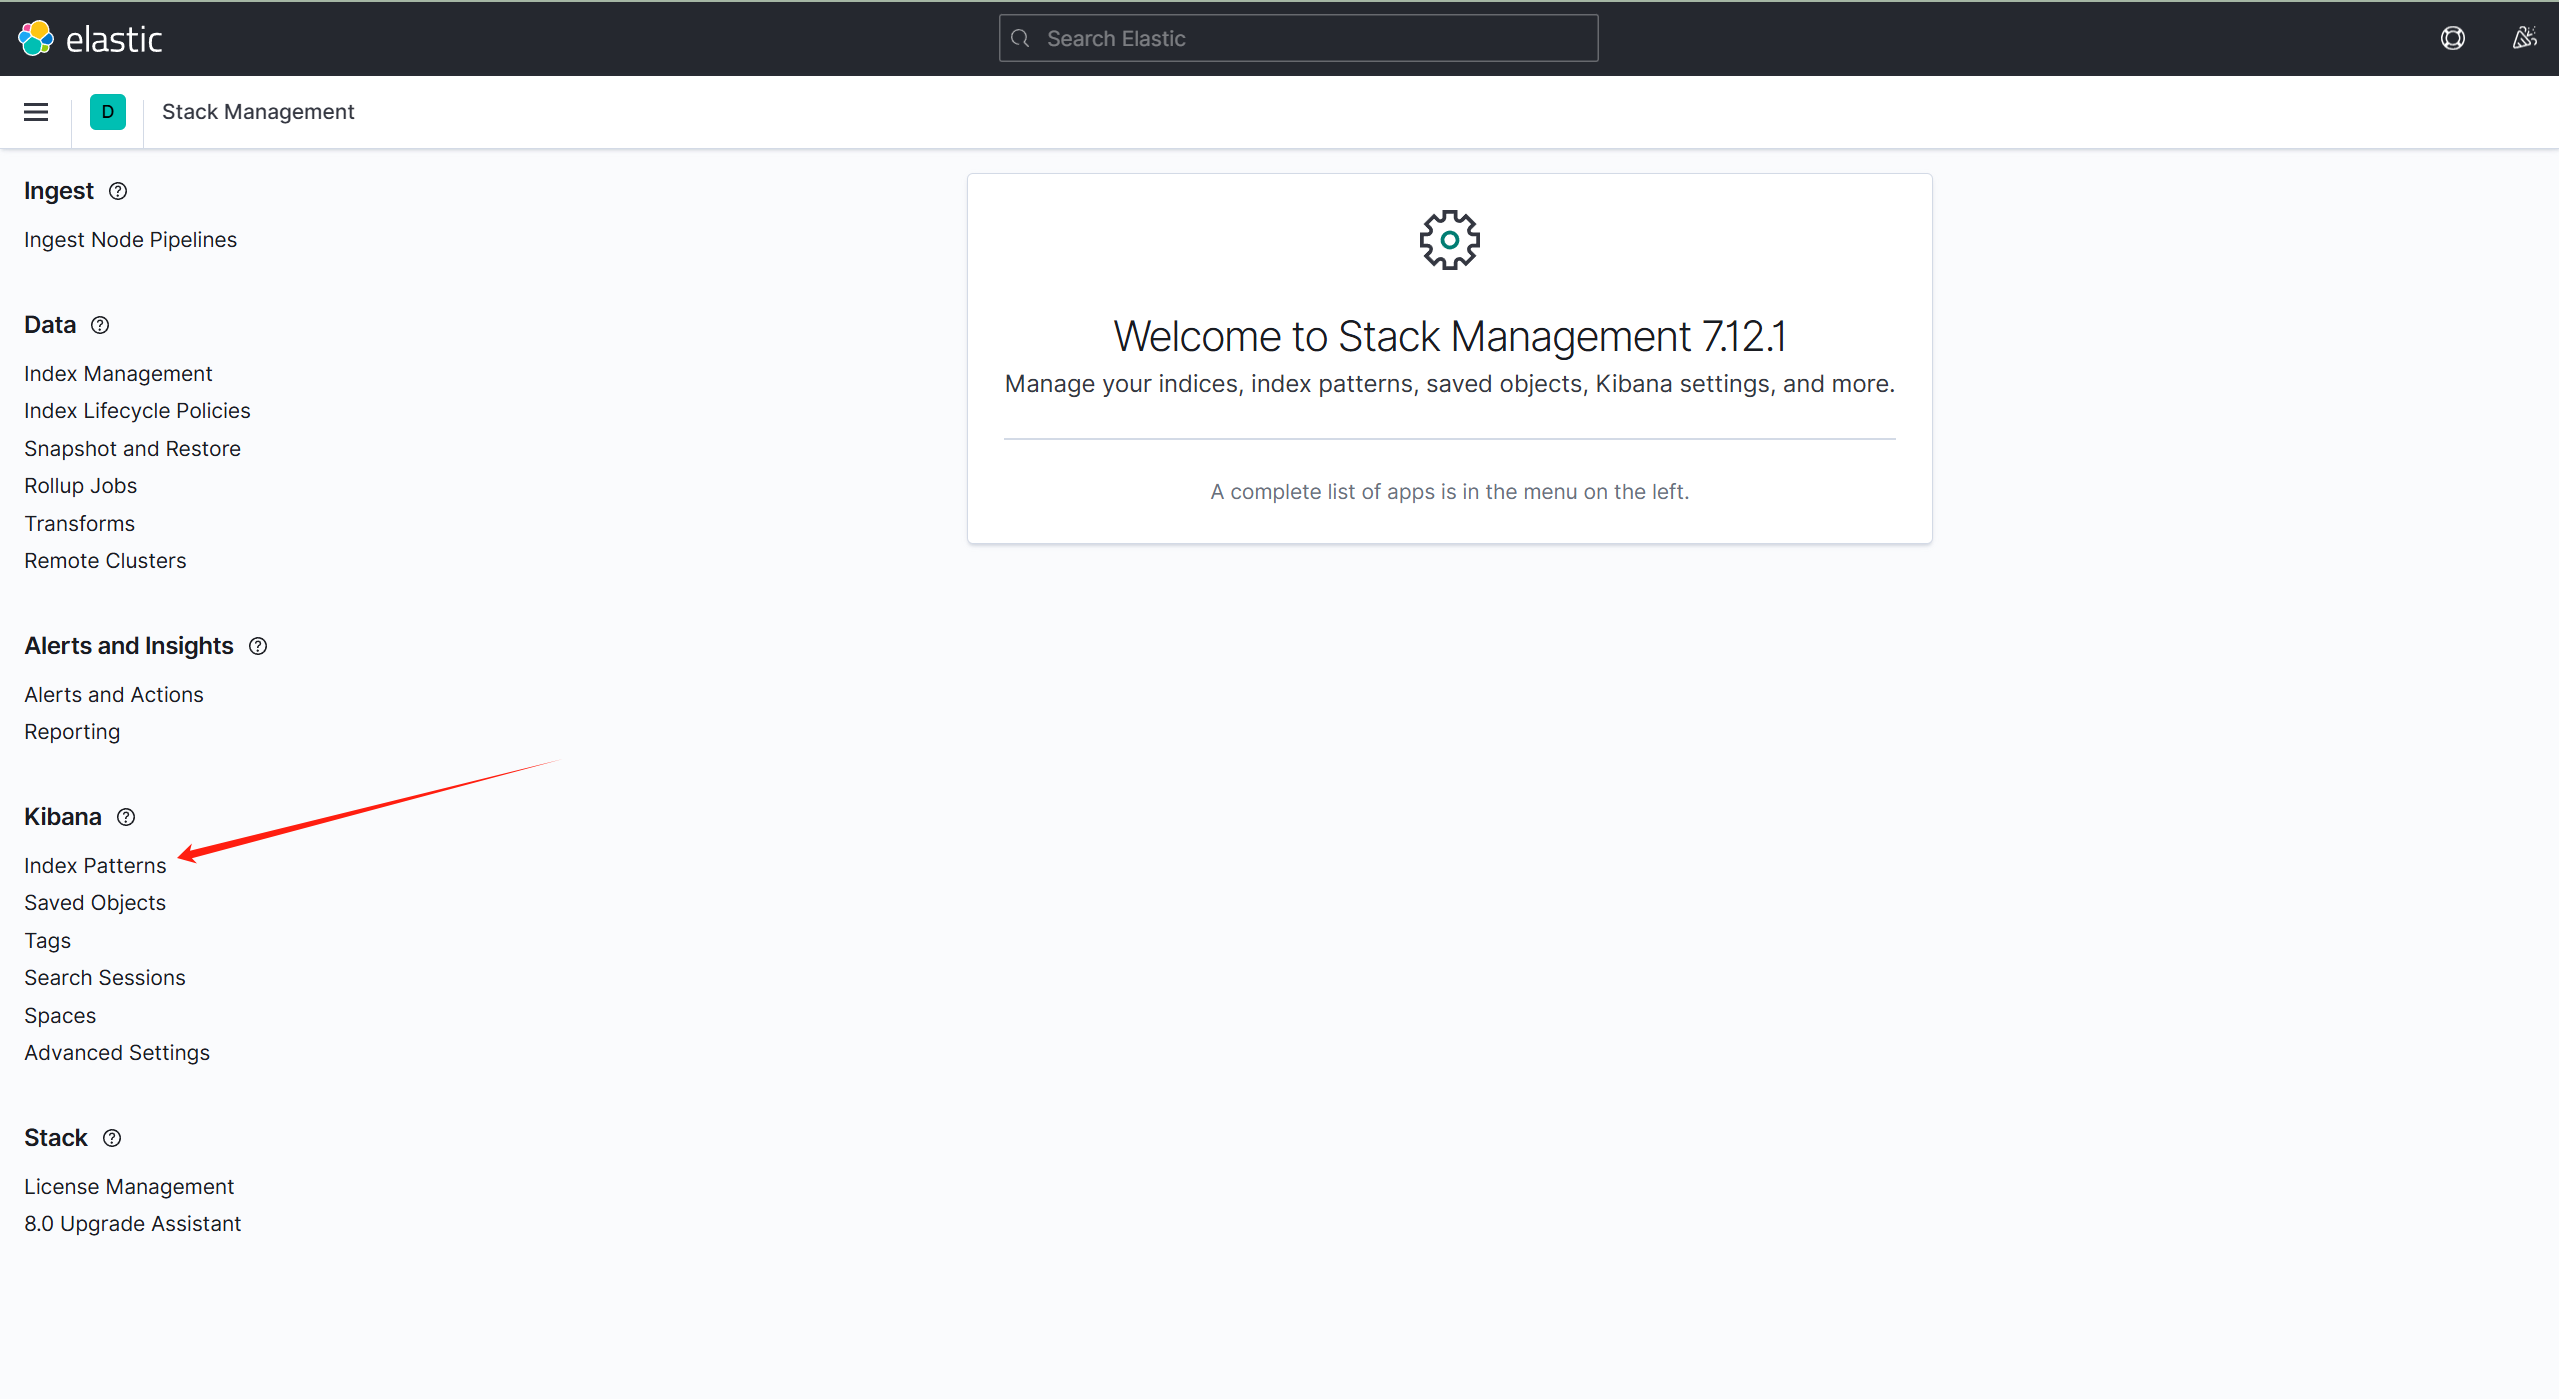 elastic
Search Elastic
D
Stack Management
Ingest
Ingest Node Pipelines
Data
Index Management
Index Lifecycle Policies
Snapshot and Restore
Rollup Jobs
Transforms
Remote Clusters
Alerts and Insights
Alerts and Actions
Reporting
Kibana
Index Patterns
Saved Objects
Tags
Search Sessions
Spaces
Advanced Settings
Stack
License Management
8.0 Upgrade Assistant
Welcome to Stack Management 7.12.1
Manage your indices, index patterns, saved objects, Kibana settings, and more.
A complete list of apps is in the menu on the left.